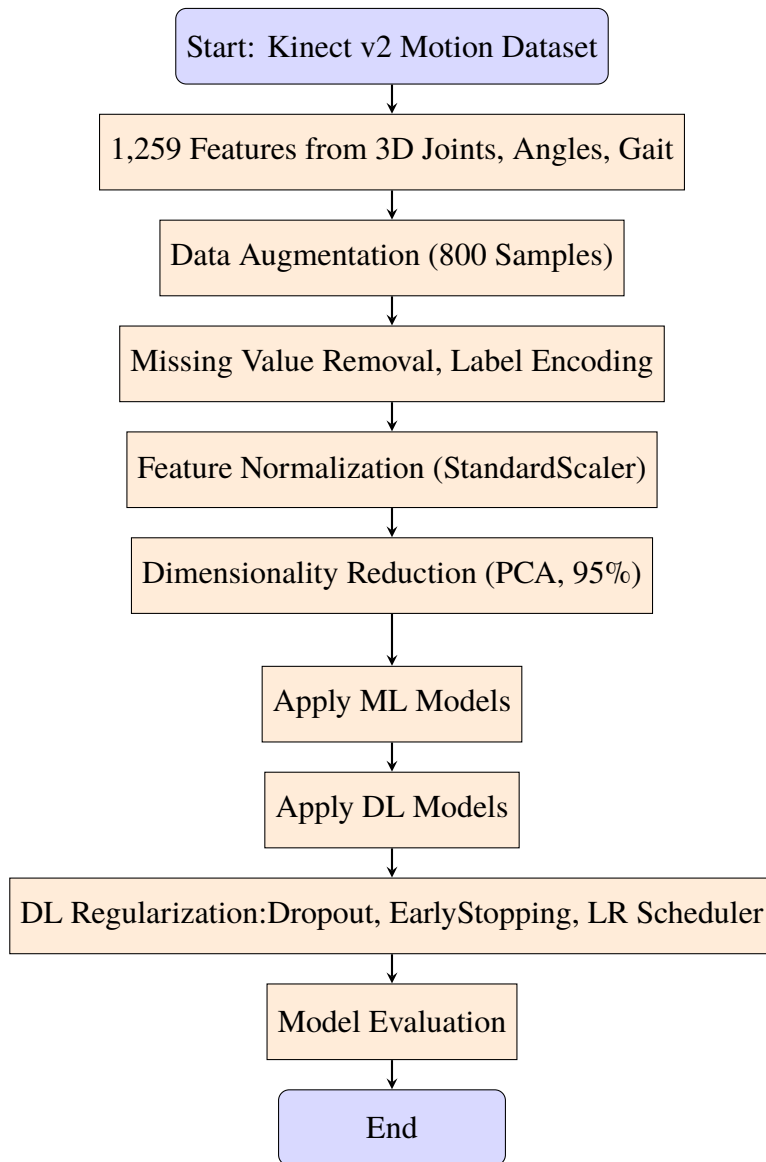 Start: Kinect v2 Motion Dataset
1,259 Features from 3D Joints, Angles, Gait
Data Augmentation (800 Samples)
Missing Value Removal, Label Encoding
Feature Normalization (StandardScaler)
Dimensionality Reduction (PCA, 95%)
Apply ML Models
Apply DL Models
DL Regularization:Dropout, EarlyStopping, LR Scheduler
Model Evaluation
End